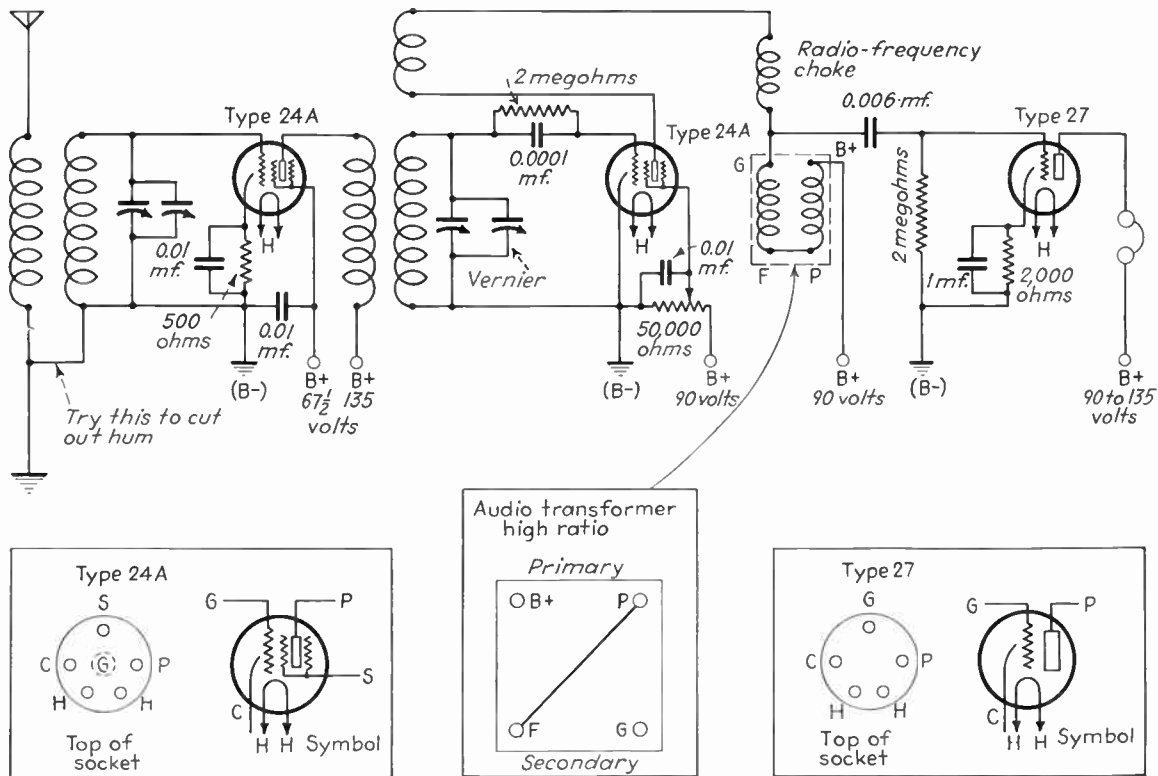 Radio-frequency
choke
2 megohms
0.006 mf.
Type 24A
Type 24A
Type 27
0.0001
mf.
B+
G
H
H
H
0.01
mf.
0.01
mf.
Vernier
2 megohms
F P
1 mf.
2,000
ohms
500
ohms
0.01
mf.
50,000
ohms
(B-)
B+
67½
B+
135
volts
(B-)
B+
90 volts
B+
90 volts
(B-)
B+
90 to 135
volts
Try this to cut
out hum
Audio transformer
high ratio
Primary
B+ P
F G
Secondary
Type 24A
S
G P
C G P
S
H H
C
H H Symbol
Top of
socket
Type 27
G
G P
C P
H H
C
H H
Symbol
Top of
socket